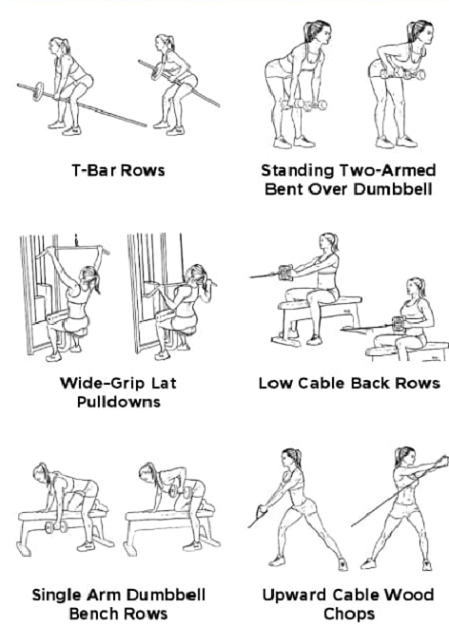 T-Bar Rows
Standing Two-Armed
Bent Over Dumbbell
Wide-Grip Lat
Pulldowns
Low Cable Back Rows
Single Arm Dumbbell
Bench Rows
Upward Cable Wood
Chops